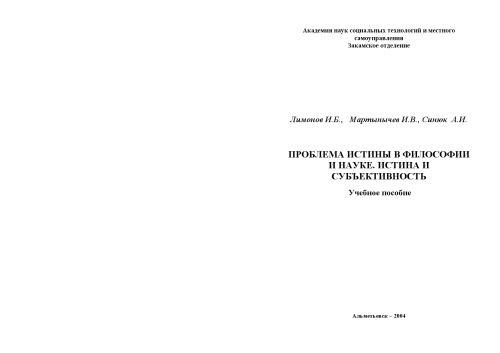 Академия наук социальных технологий и местного
самоуправления
Закамское отделение
Лимонов И.Б., Мартынычев И.В., Синюк А.И.
ПРОБЛЕМА ИСТИНЫ В ФИЛОСОФИИ
И НАУКЕ. ИСТИНА И
СУБЪЕКТИВНОСТЬ
Учебное пособие
Альметьевск – 2004